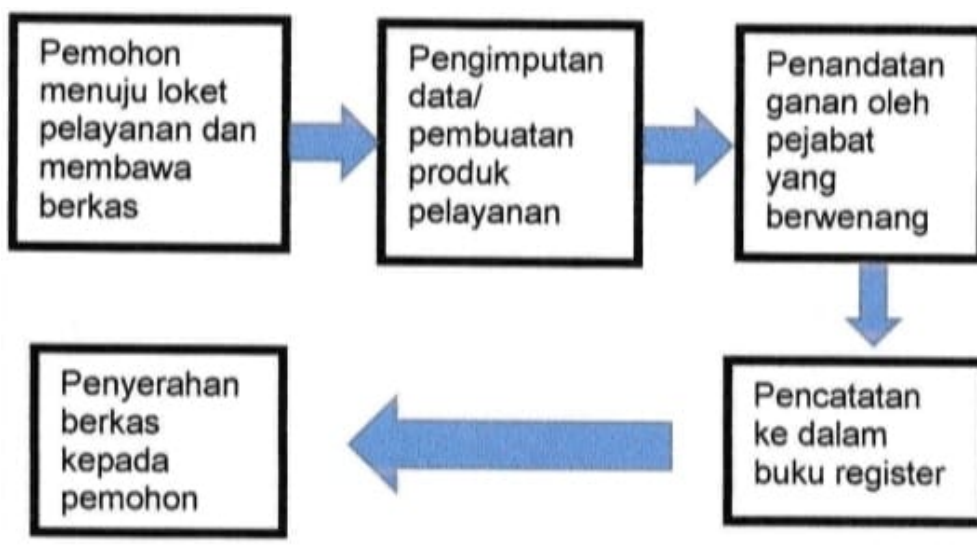 Pemohon
menuju loket
pelayanan dan
membawa
berkas
Pengimputan
data/
pembuatan
produk
pelayanan
Penandatan
ganan oleh
pejabat
yang
berwenang
Pencatatan
ke dalam
buku register
Penyerahan
berkas
kepada
pemohon